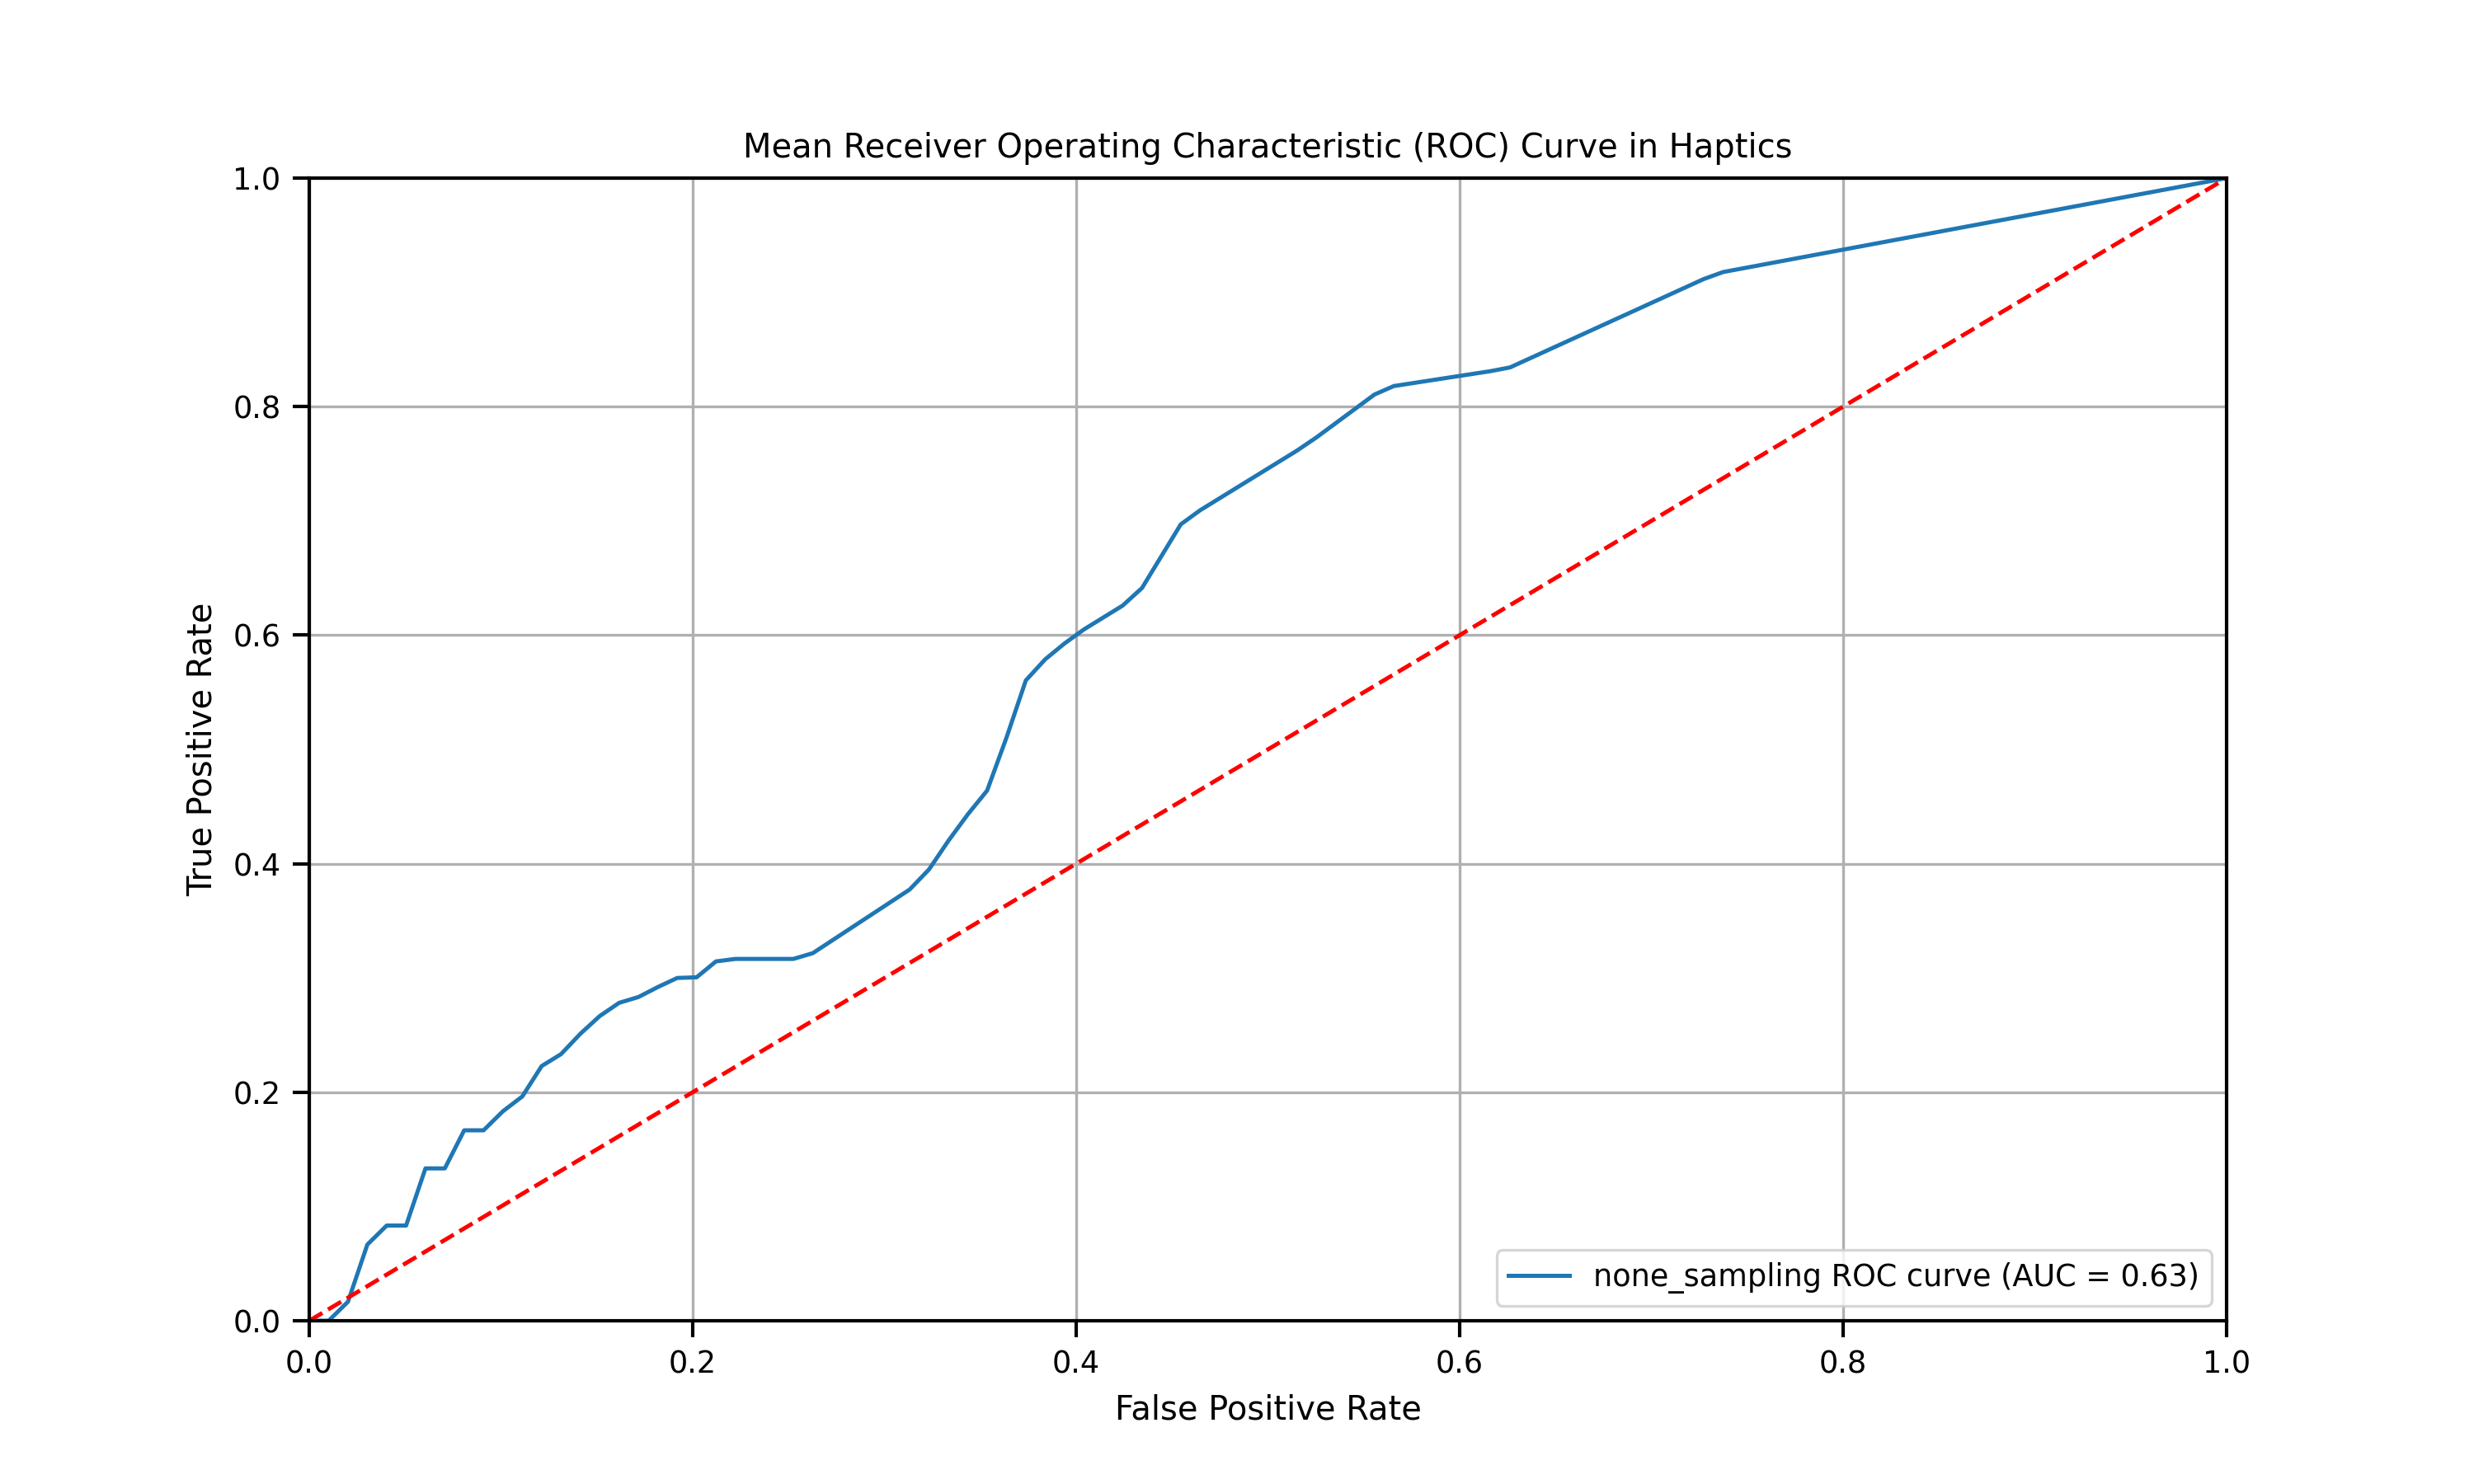 Mean Receiver Operating Characteristic (ROC) Curve in Haptics
1.0
0.8
0.6
0.4
0.2
0.0
True Positive Rate
none_sampling ROC curve (AUC = 0.63)
0.0 0.2 0.4 0.6 0.8 1.0
False Positive Rate